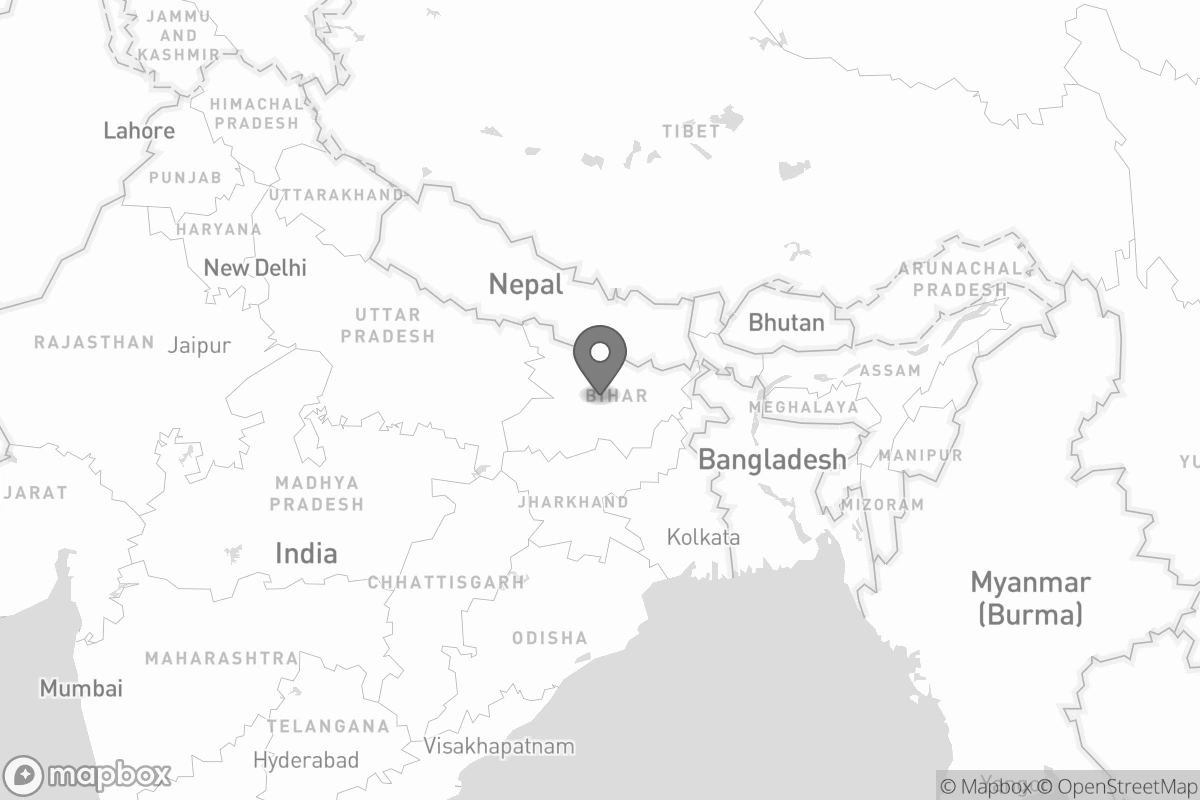 JAMMU
AND
KASHMIR
HIMACHAL
PRADESH
Lahore
TIBET
PUNJAB
UTTARAKHAND
HARYANA
New Delhi
Nepal
ARUNACHAL
PRADESH
UTTAR
PRADESH
Bhutan
RAJASTHAN
Jaipur
ASSAM
BIHAR
MEGHALAYA
Bangladesh
MANIPUR
JARAT
MADHYA
PRADESH
JHARKHAND
MIZORAM
Kolkata
India
CHHATTISGARH
Myanmar
(Burma)
ODISHA
MAHARASHTRA
Mumbai
TELANGANA
Visakhapatnam
Hyderabad
mapbox
© Mapbox © OpenStreetMap